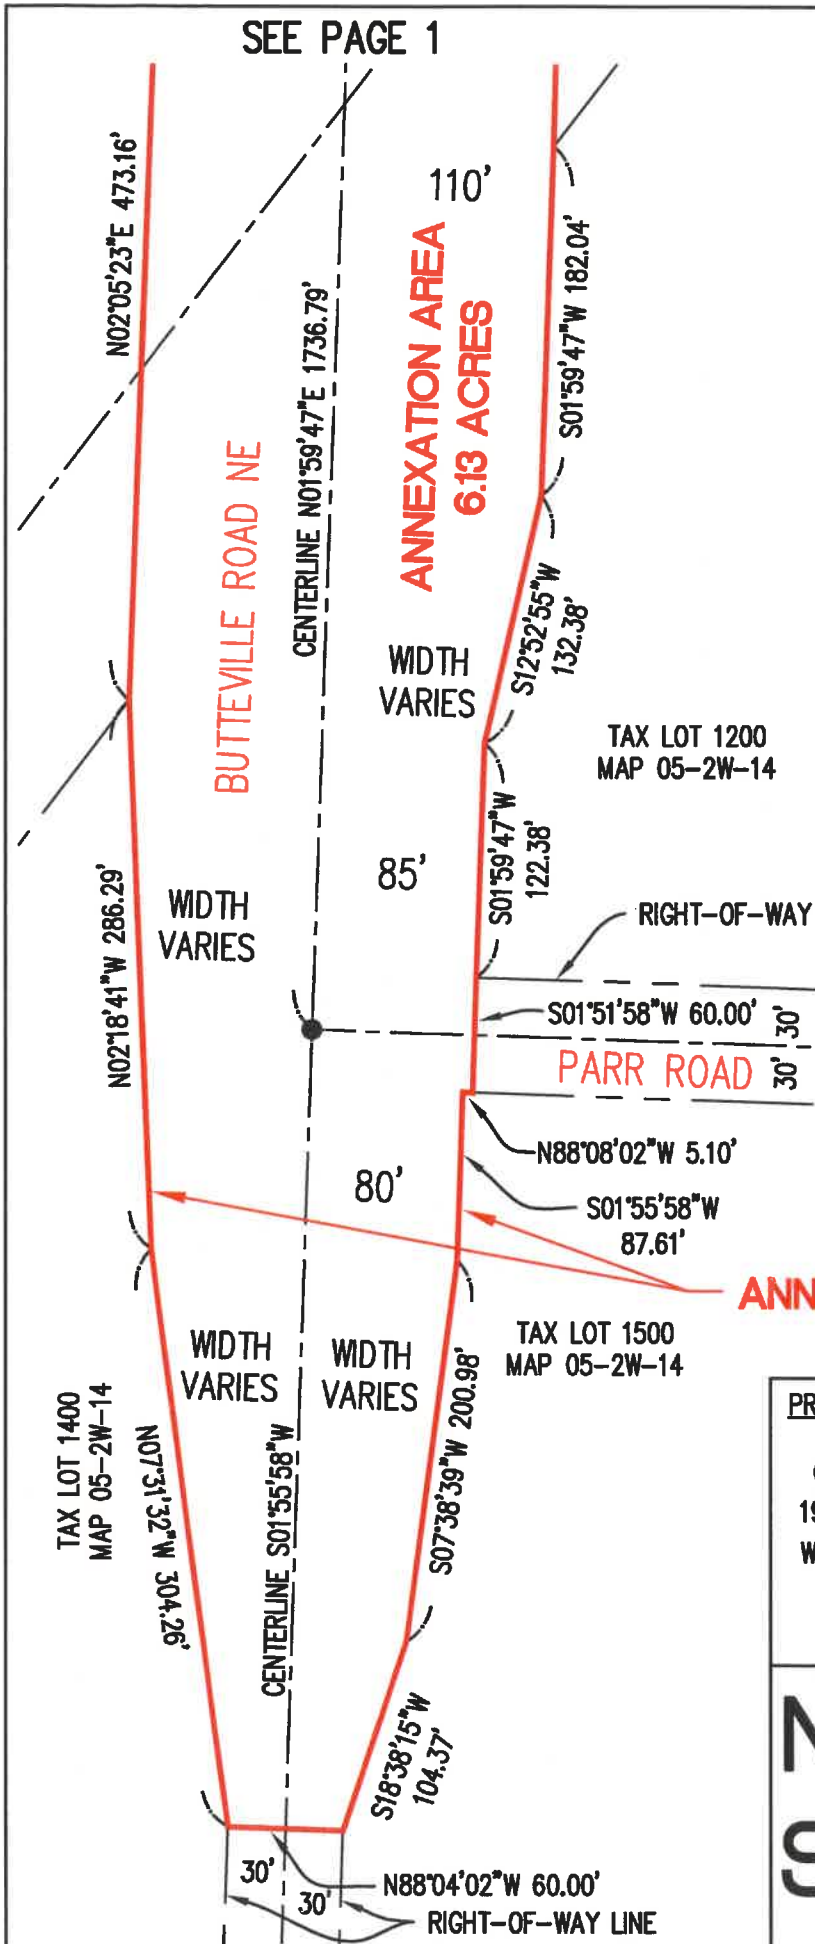 SEE PAGE 1
N02°05'23"E 473.16'
110'
ANNEXATION AREA
6.13 ACRES
S01°59'47"W 182.04'
CENTERLINE N01°59'47"E 1736.79'
BUTTEVILLE ROAD NE
WIDTH
VARIES
S12°52'55"W
132.38'
TAX LOT 1200
MAP 05-2W-14
85'
S01°59'47"W
122.38'
WIDTH
VARIES
N02°18'41"W 286.29'
RIGHT-OF-WAY
S01°51'58"W 60.00'
30'
PARR ROAD
30'
N88°08'02"W 5.10'
80'
S01°55'58"W
87.61'
ANN
TAX LOT 1500
MAP 05-2W-14
WIDTH
VARIES
WIDTH
VARIES
S07°38'39"W 200.98'
TAX LOT 1400
MAP 05-2W-14
N07°31'32"W 304.26'
CENTERLINE S01°55'58"W
PR
19
W
S18°38'15"W
104.37'
N
S
30'
30'
N88°04'02"W 60.00'
RIGHT-OF-WAY LINE